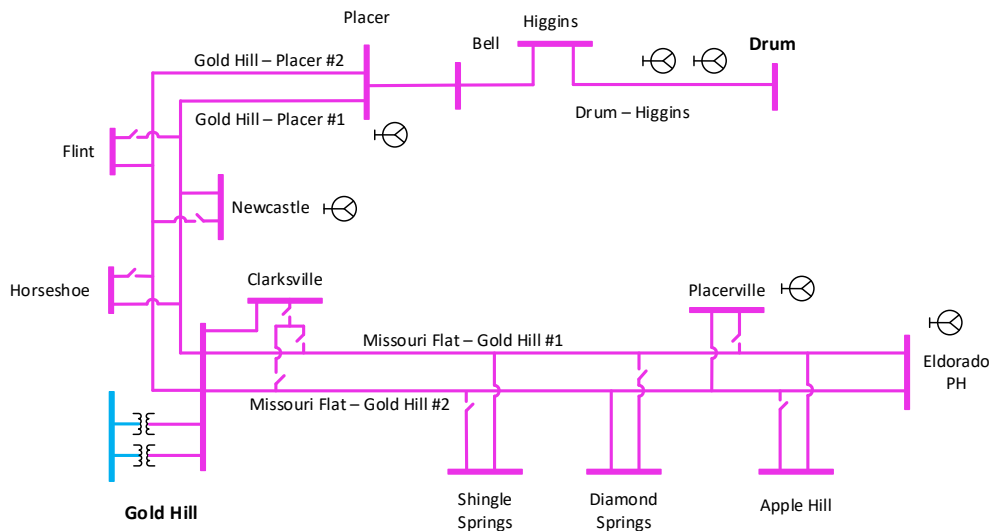 Placer
Higgins
Bell
Drum
Gold Hill – Placer #2
Gold Hill – Placer #1
Drum – Higgins
Flint
Newcastle
Horseshoe
Clarksville
Placerville
Missouri Flat – Gold Hill #1
Eldorado
PH
Missouri Flat – Gold Hill #2
Gold Hill
Shingle
Springs
Diamond
Springs
Apple Hill